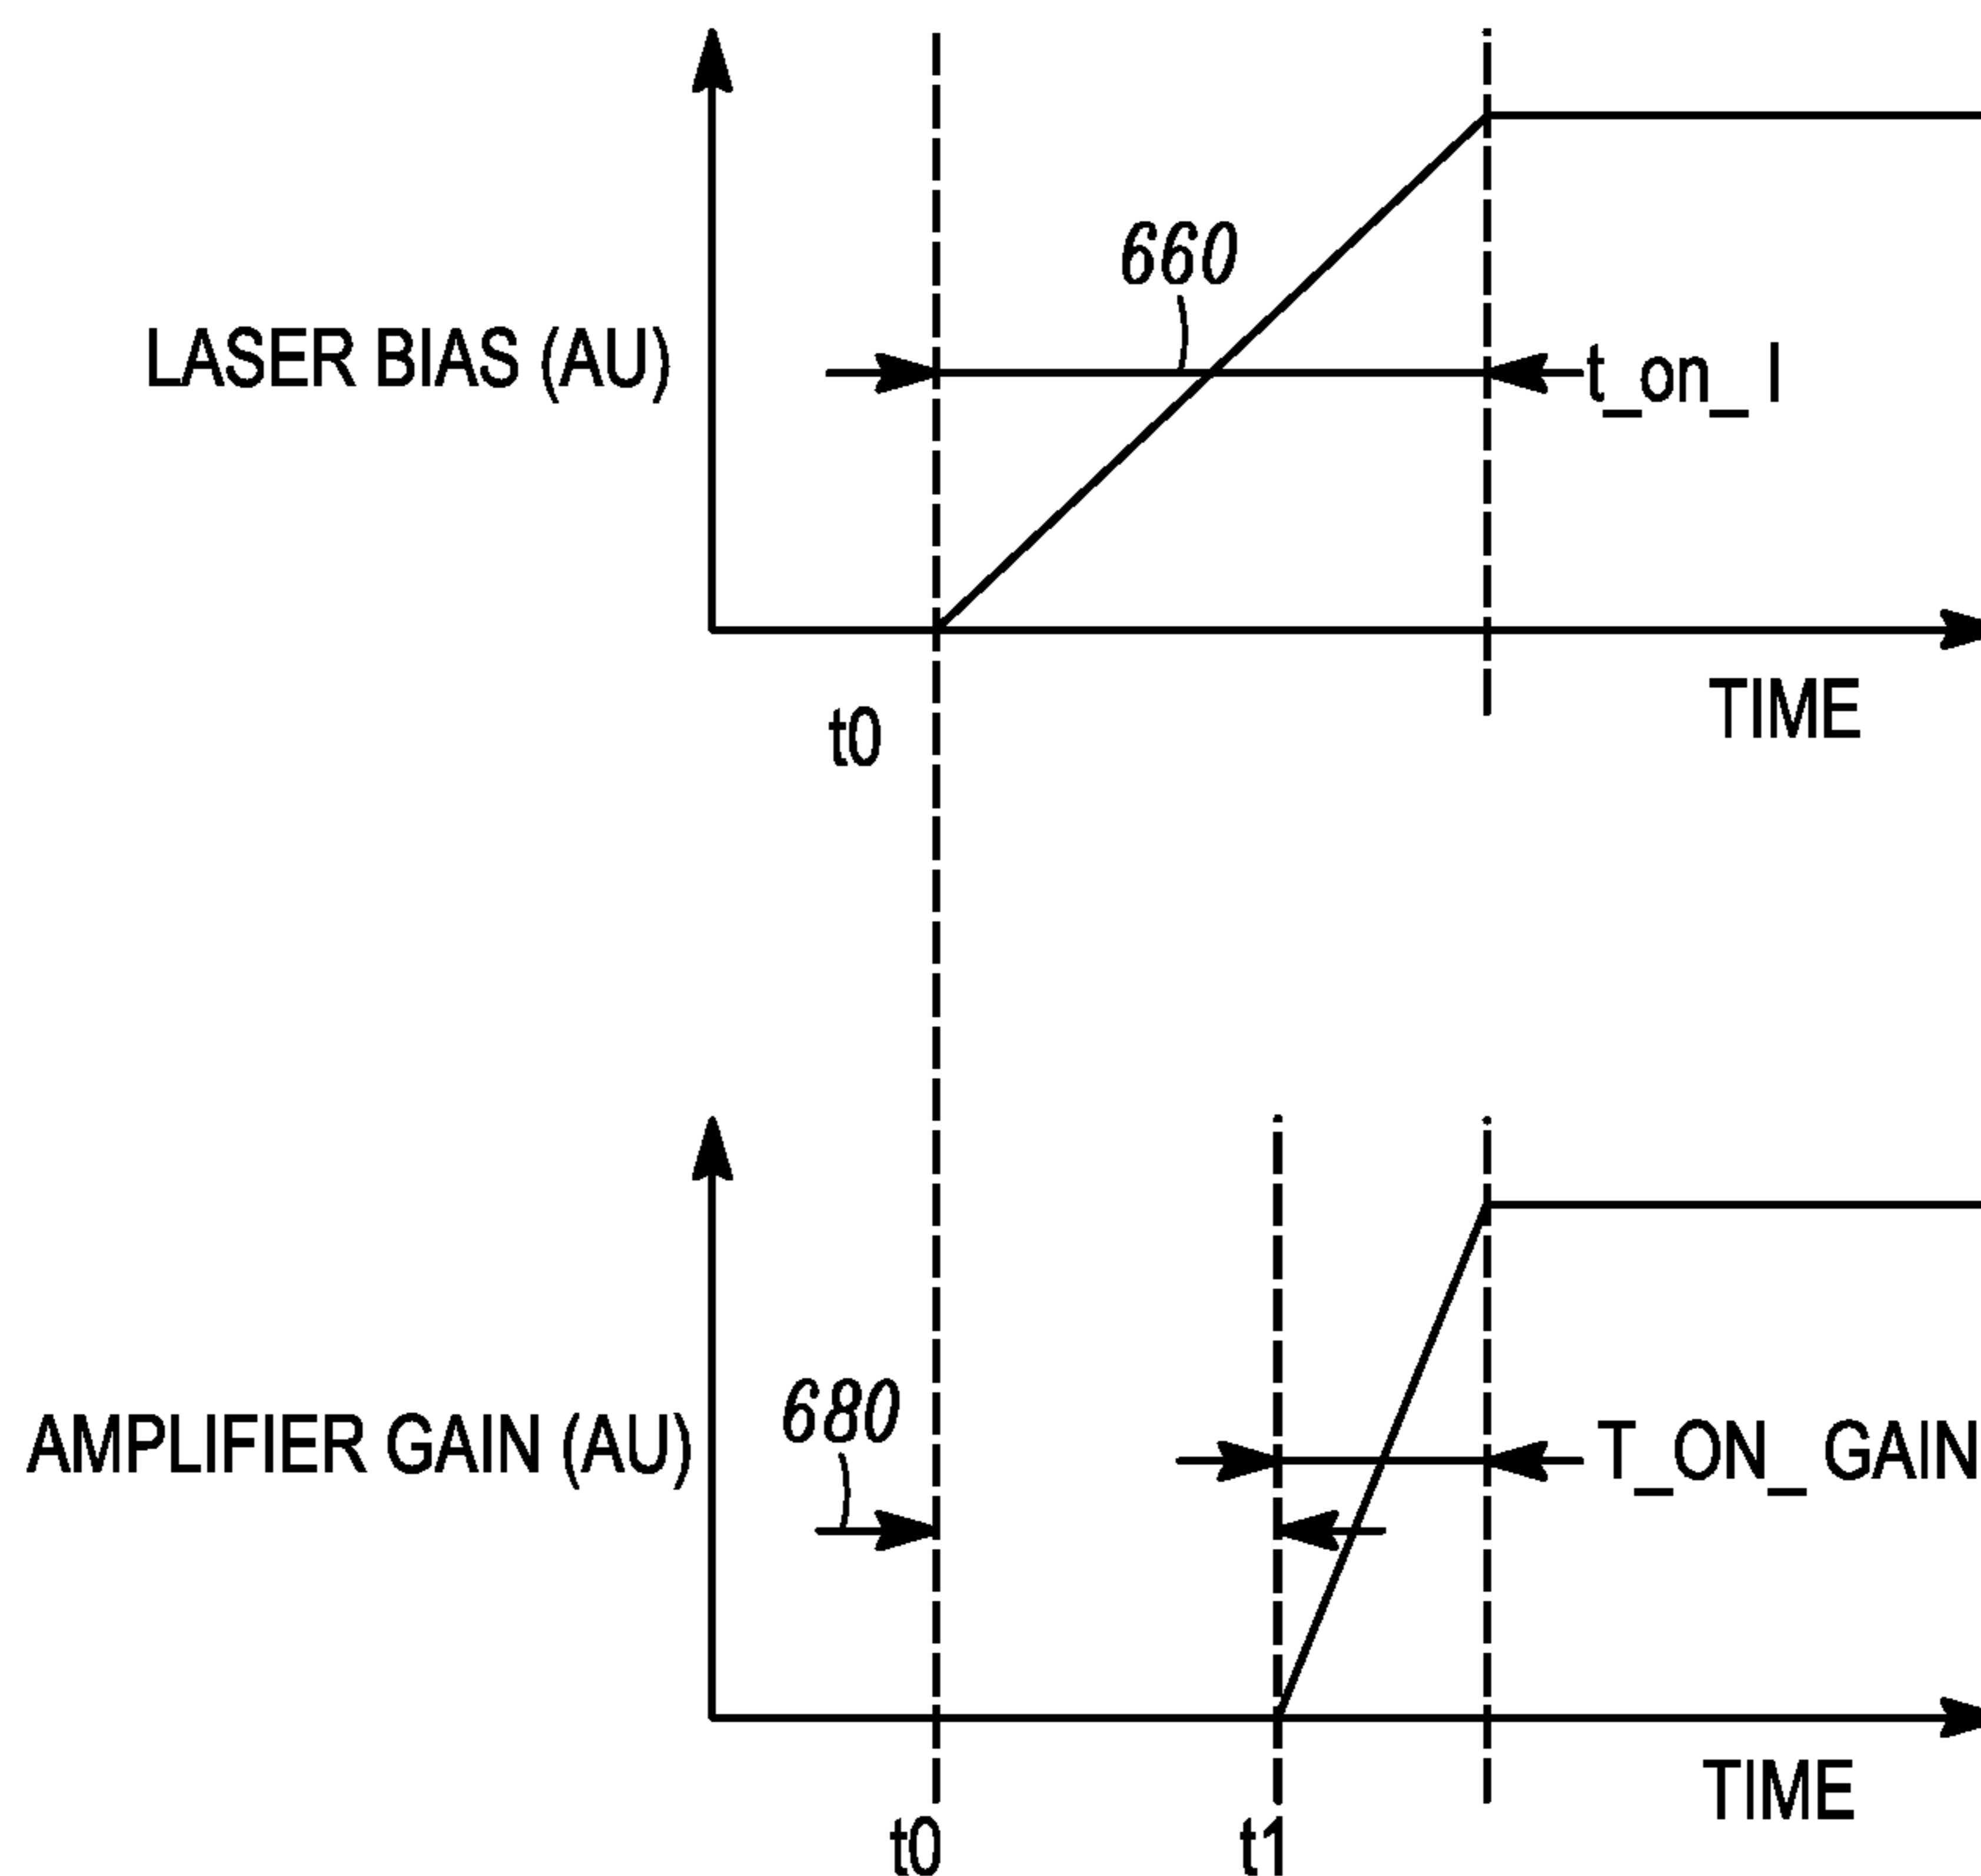 660
LASER BIAS (AU)
t_on_ I
TIME
t0
680
AMPLIFIER GAIN (AU)
T_ON_ GAIN
TIME
t0
t1